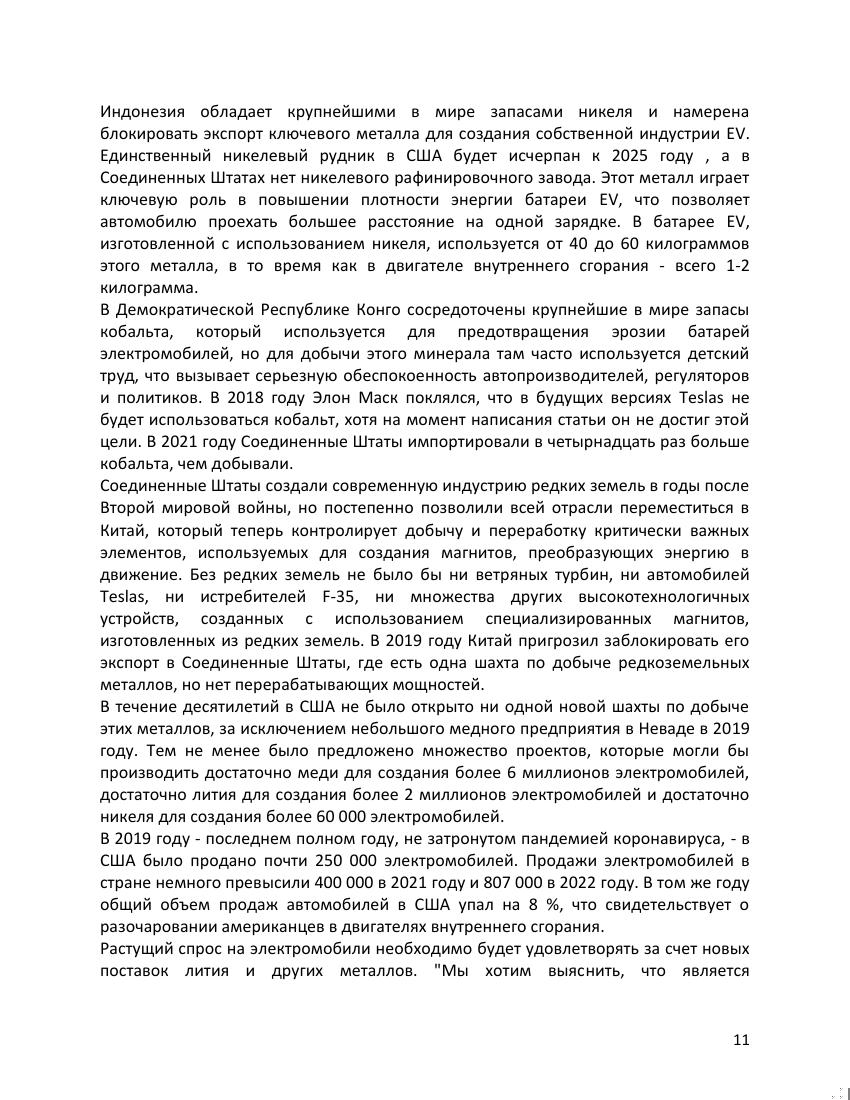 Индонезия обладает крупнейшими в мире запасами никеля и намерена
блокировать экспорт ключевого металла для создания собственной индустрии EV.
Единственный никелевый рудник в США будет исчерпан к 2025 году , а в
Соединенных Штатах нет никелевого рафинировочного завода. Этот металл играет
ключевую роль в повышении плотности энергии батареи EV, что позволяет
автомобилю проехать большее расстояние на одной зарядке. В батарее EV,
изготовленной с использованием никеля, используется от 40 до 60 килограммов
этого металла, в то время как в двигателе внутреннего сгорания - всего 1-2
килограмма.
В Демократической Республике Конго сосредоточены крупнейшие в мире запасы
кобальта, который используется для предотвращения эрозии батарей
электромобилей, но для добычи этого минерала там часто используется детский
труд, что вызывает серьезную обеспокоенность автопроизводителей, регуляторов
и политиков. В 2018 году Элон Маск поклялся, что в будущих версиях Teslas не
будет использоваться кобальт, хотя на момент написания статьи он не достиг этой
цели. В 2021 году Соединенные Штаты импортировали в четырнадцать раз больше
кобальта, чем добывали.
Соединенные Штаты создали современную индустрию редких земель в годы после
Второй мировой войны, но постепенно позволили всей отрасли переместиться в
Китай, который теперь контролирует добычу и переработку критически важных
элементов, используемых для создания магнитов, преобразующих энергию в
движение. Без редких земель не было бы ни ветряных турбин, ни автомобилей
Teslas, ни истребителей F-35, ни множества других высокотехнологичных
устройств, созданных с использованием специализированных магнитов,
изготовленных из редких земель. В 2019 году Китай пригрозил заблокировать его
экспорт в Соединенные Штаты, где есть одна шахта по добыче редкоземельных
металлов, но нет перерабатывающих мощностей.
В течение десятилетий в США не было открыто ни одной новой шахты по добыче
этих металлов, за исключением небольшого медного предприятия в Неваде в 2019
году. Тем не менее было предложено множество проектов, которые могли бы
производить достаточно меди для создания более 6 миллионов электромобилей,
достаточно лития для создания более 2 миллионов электромобилей и достаточно
никеля для создания более 60 000 электромобилей.
В 2019 году - последнем полном году, не затронутом пандемией коронавируса, - в
США было продано почти 250 000 электромобилей. Продажи электромобилей в
стране немного превысили 400 000 в 2021 году и 807 000 в 2022 году. В том же году
общий объем продаж автомобилей в США упал на 8 %, что свидетельствует о
разочаровании американцев в двигателях внутреннего сгорания.
Растущий спрос на электромобили необходимо будет удовлетворять за счет новых
поставок лития и других металлов. "Мы хотим выяснить, что является
11